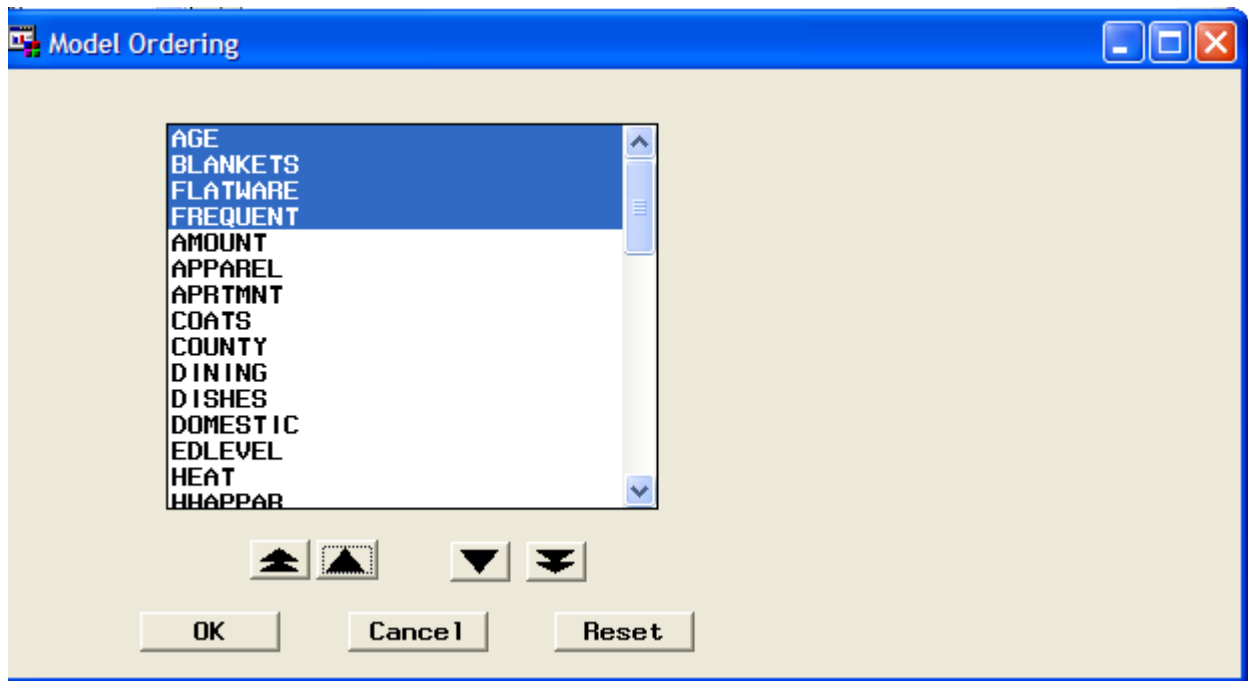 Model Ordering
AGE
BLANKETS
FLATWARE
FREQUENT
AMOUNT
APPAREL
APRTMNT
COATS
COUNTY
DINING
DISHES
DOMESTIC
EDLEVEL
HEAT
HHAPPAR
OK Cancel Reset